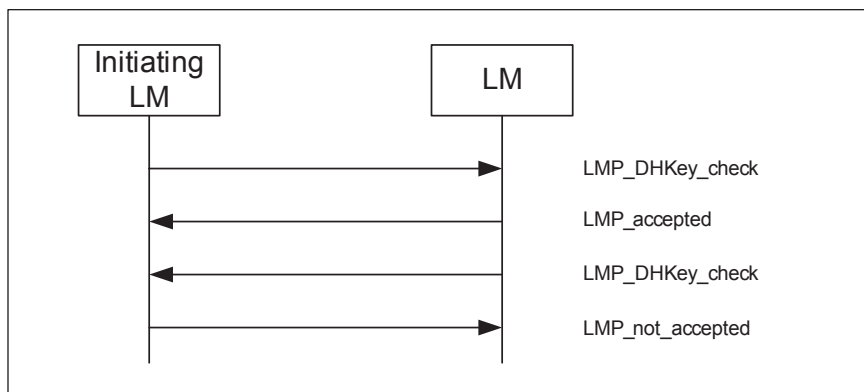 Initiating
LM
LM
LMP_DHKey_check
LMP_accepted
LMP_DHKey_check
LMP_not_accepted